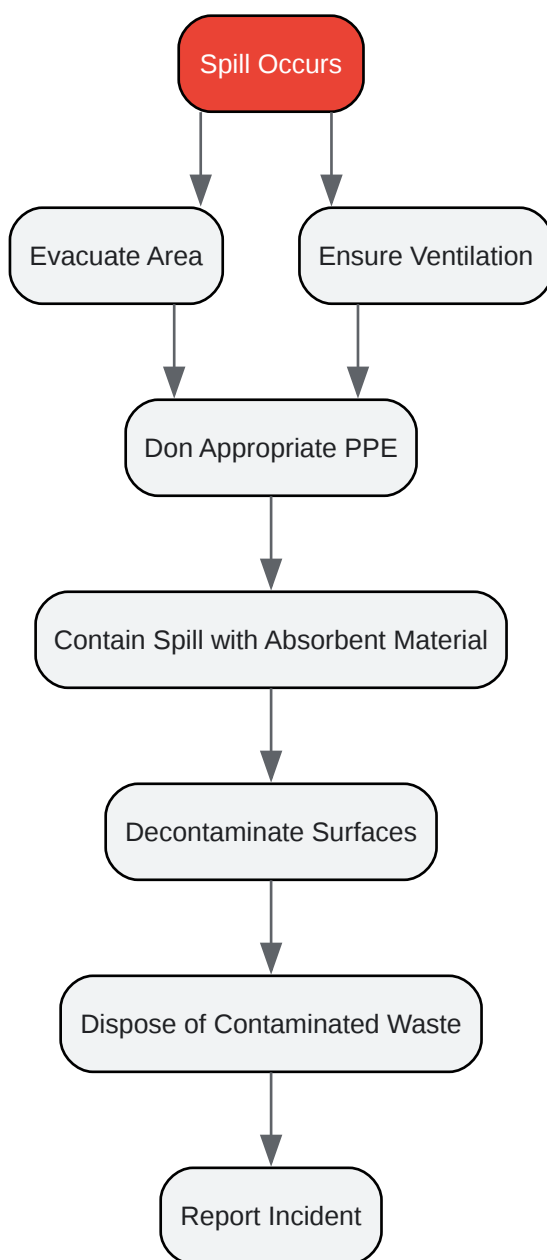 Spill Occurs
Evacuate Area
Ensure Ventilation
Don Appropriate PPE
Contain Spill with Absorbent Material
Decontaminate Surfaces
Dispose of Contaminated Waste
Report Incident